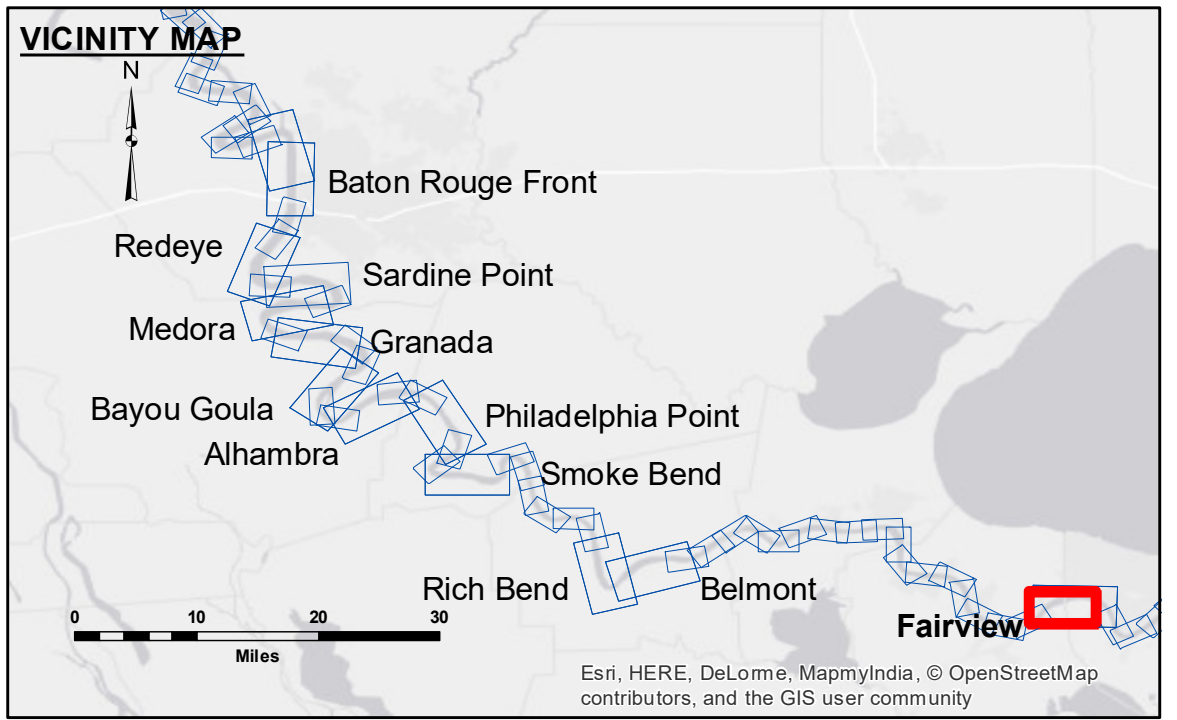 VICINITY MAP
N
Baton Rouge Front
Redeye
Sardine Point
Medora
Granada
Bayou Goula
Philadelphia Point
Alhambra
Smoke Bend
Rich Bend
Belmont
Fairview
0 10 20 30
Miles
Esri, HERE, DeLorme, MapmyIndia, © OpenStreetMap
contributors, and the GIS user community